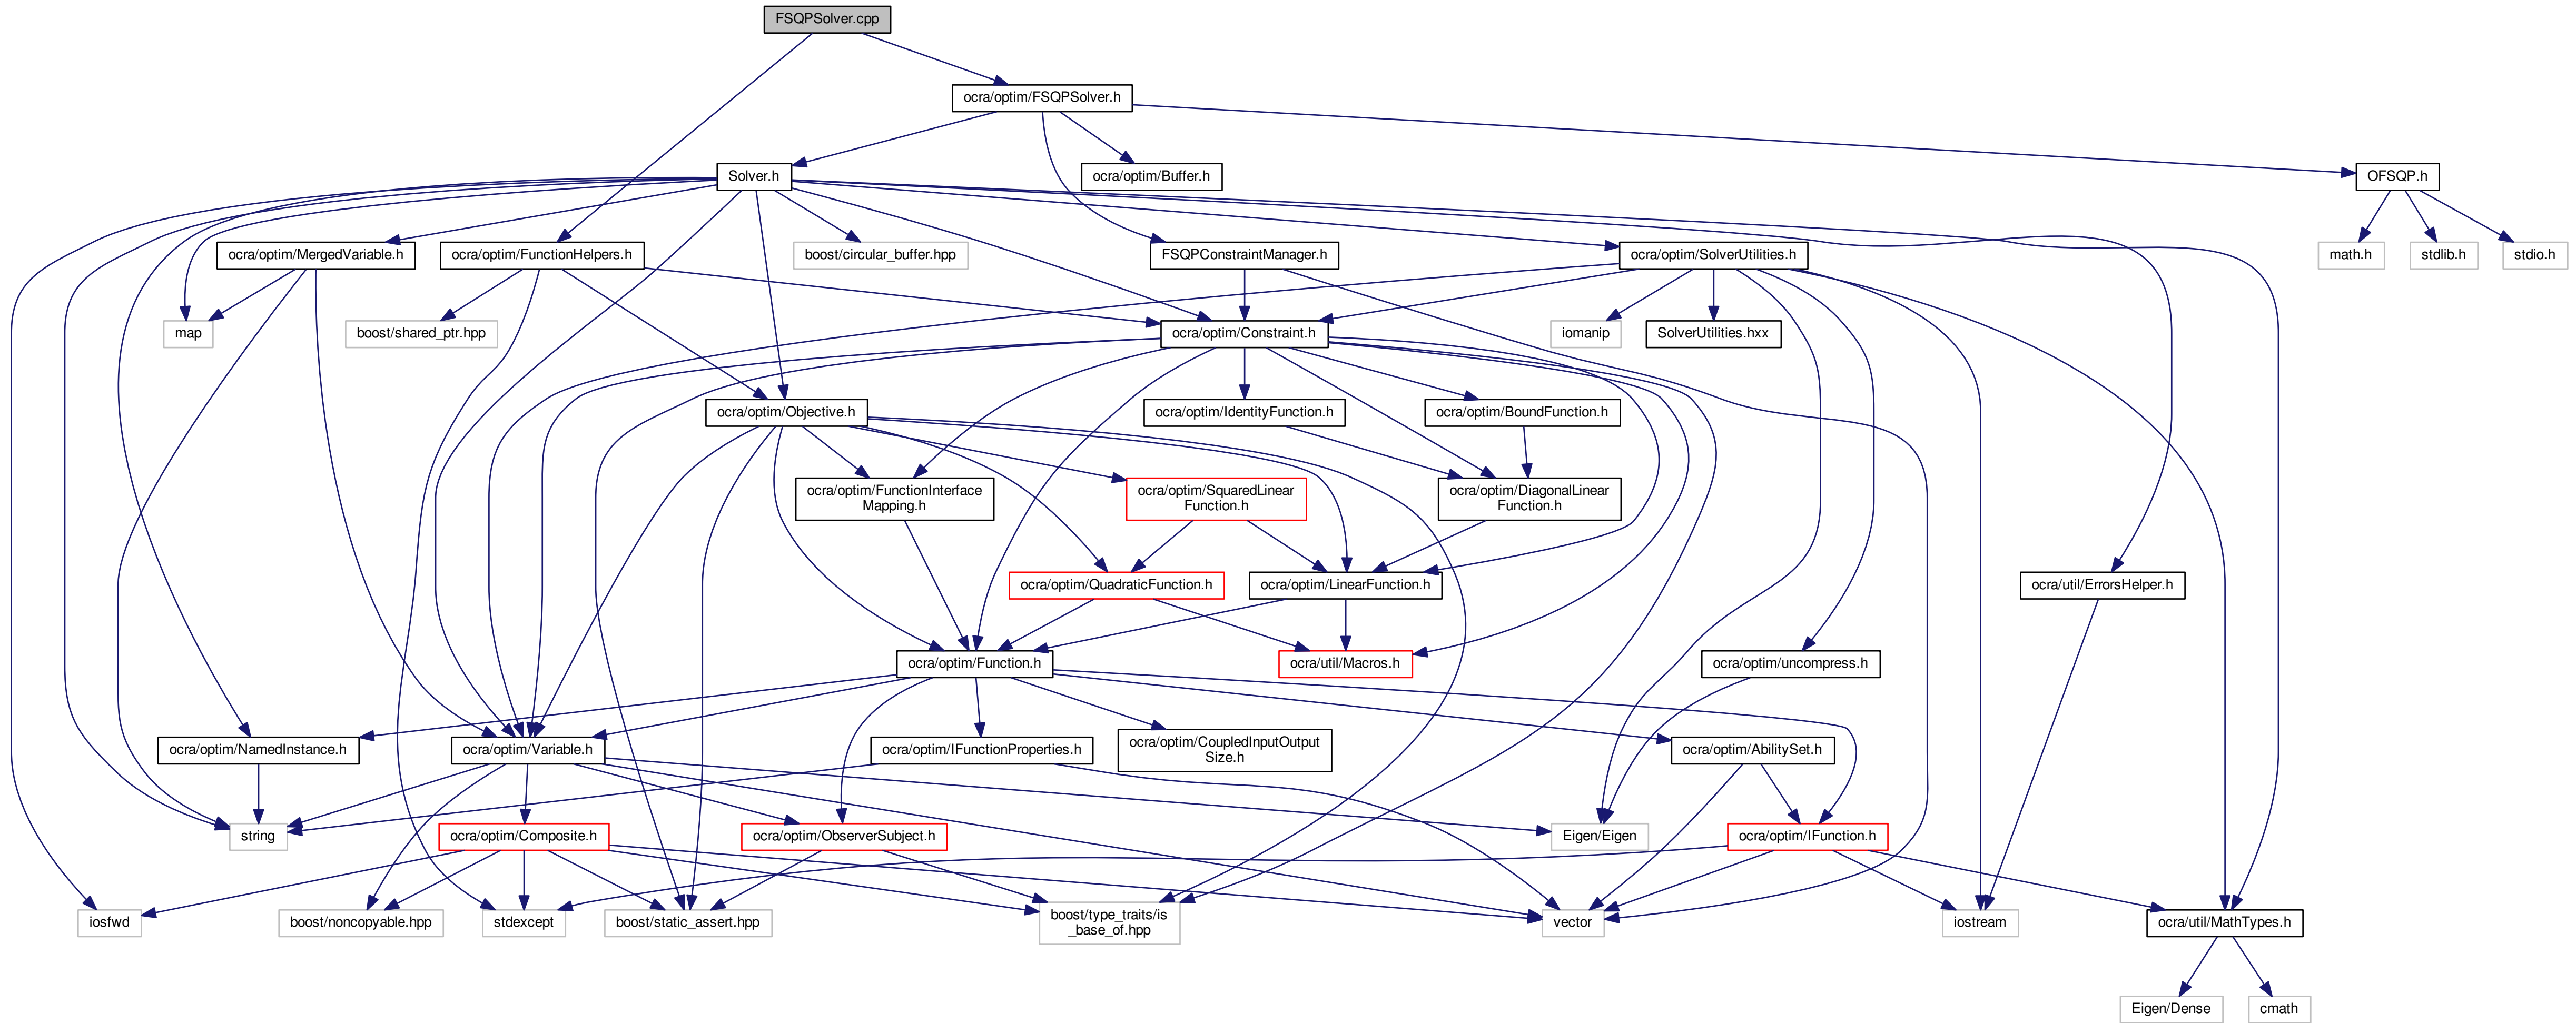 FSQPSolver.cpp
ocra/optim/FSQPSolver.h
Solver.h
ocra/optim/Buffer.h
OFSQP.h
ocra/optim/MergedVariable.h
ocra/optim/FunctionHelpers.h
boost/circular_buffer.hpp
FSQPConstraintManager.h
ocra/optim/SolverUtilities.h
math.h
stdlib.h
stdio.h
map
boost/shared_ptr.hpp
ocra/optim/Constraint.h
iomanip
SolverUtilities.hxx
ocra/optim/Objective.h
ocra/optim/IdentityFunction.h
ocra/optim/BoundFunction.h
ocra/optim/FunctionInterface
Mapping.h
ocra/optim/SquaredLinear
Function.h
ocra/optim/DiagonalLinear
Function.h
ocra/optim/QuadraticFunction.h
ocra/optim/LinearFunction.h
ocra/util/ErrorsHelper.h
ocra/optim/Function.h
ocra/util/Macros.h
ocra/optim/uncompress.h
ocra/optim/NamedInstance.h
ocra/optim/Variable.h
ocra/optim/IFunctionProperties.h
ocra/optim/CoupledInputOutput
Size.h
ocra/optim/AbilitySet.h
string
ocra/optim/Composite.h
ocra/optim/ObserverSubject.h
Eigen/Eigen
ocra/optim/IFunction.h
iosfwd
boost/noncopyable.hpp
stdexcept
boost/static_assert.hpp
boost/type_traits/is
_base_of.hpp
vector
iostream
ocra/util/MathTypes.h
Eigen/Dense
cmath